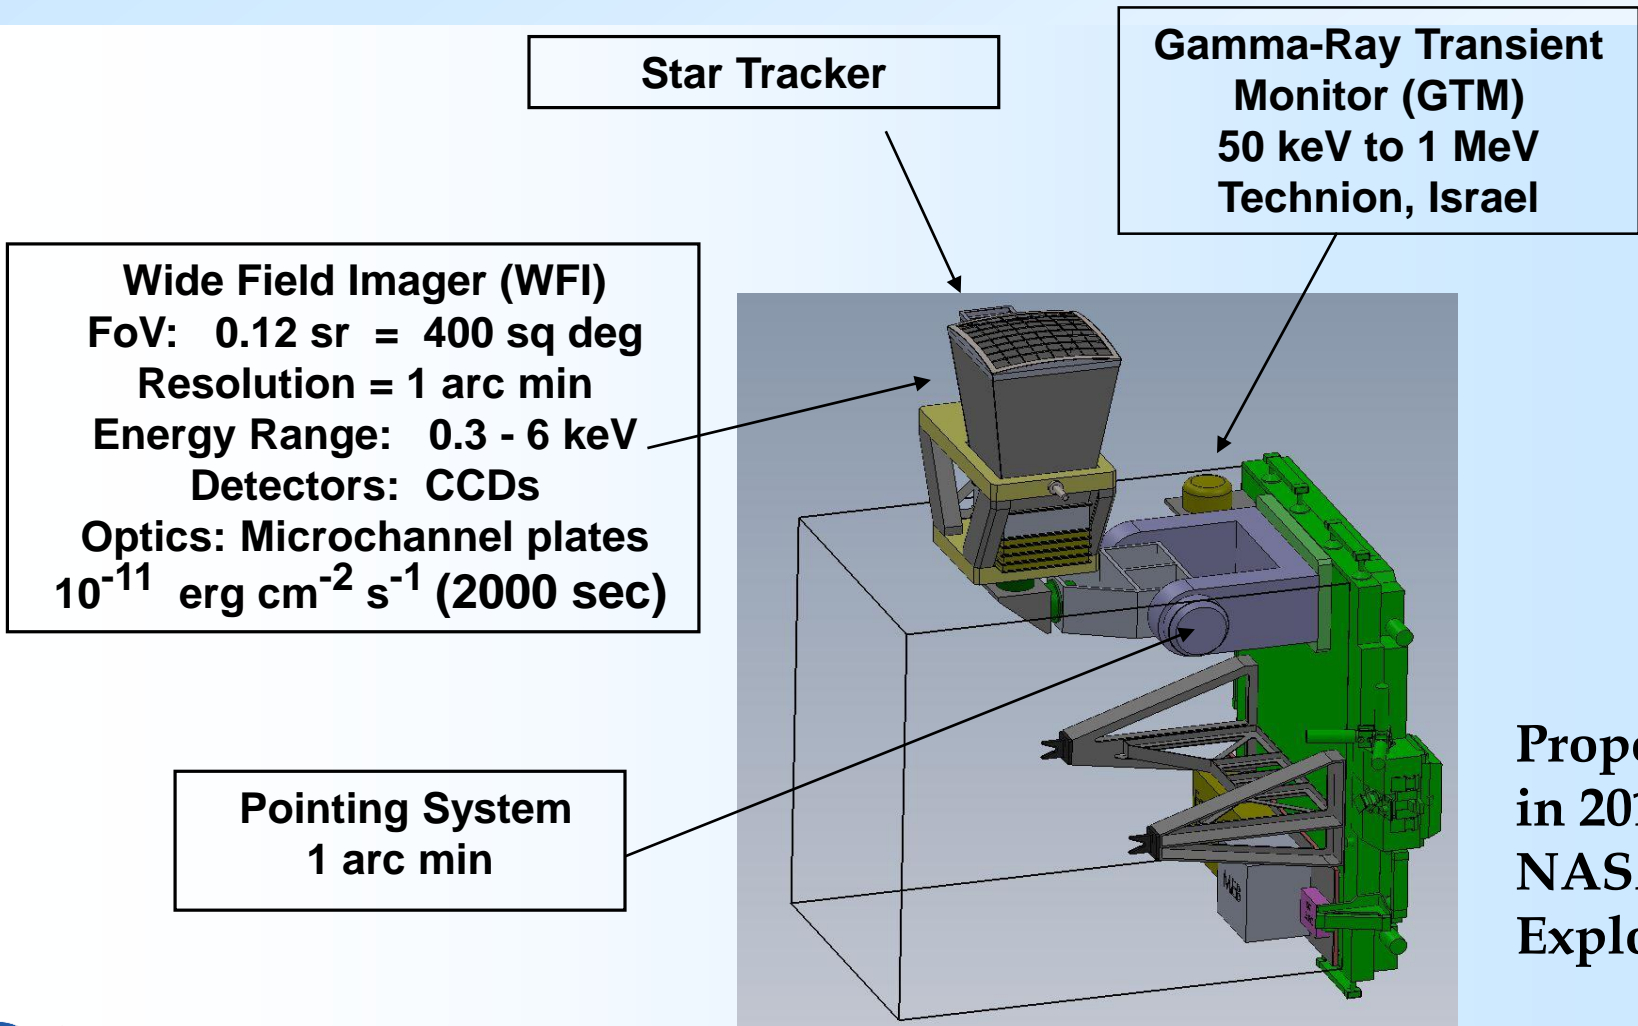 Star Tracker
Gamma-Ray Transient
Monitor (GTM)
50 keV to 1 MeV
Technion, Israel
Wide Field Imager (WFI)
FoV: 0.12 sr = 400 sq deg
Resolution = 1 arc min
Energy Range: 0.3 - 6 keV
Detectors: CCDs
Optics: Microchannel plates
10^-11 erg cm^-2 s^-1 (2000 sec)
Pointing System
1 arc min
in